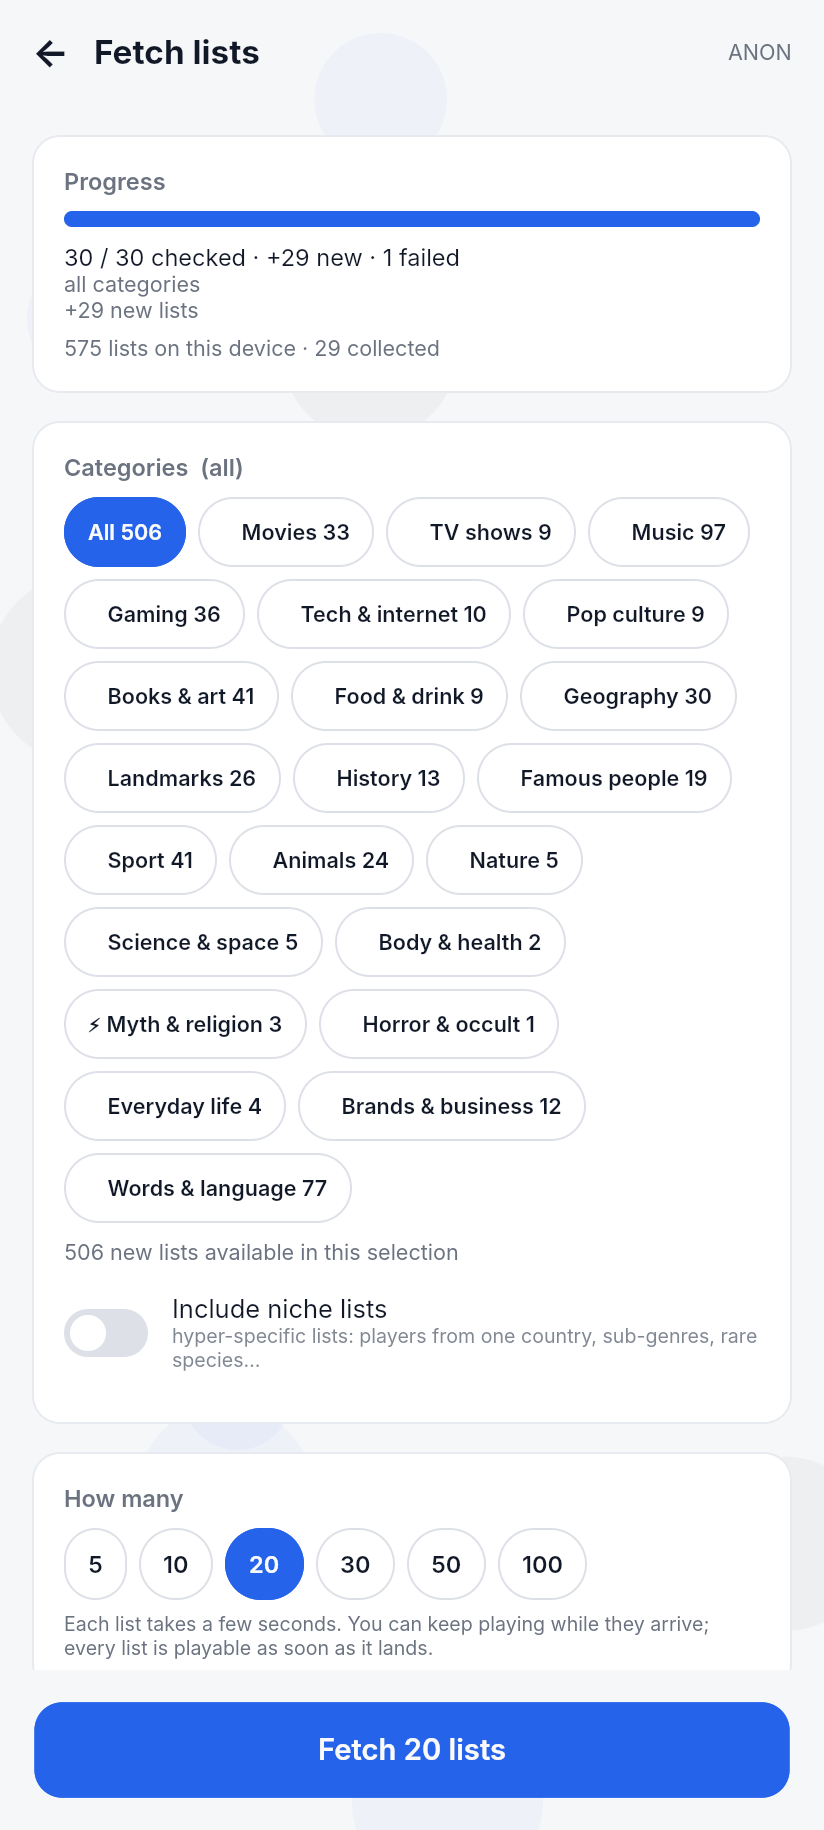 Fetch lists
ANON
Progress
30 / 30 checked · +29 new · 1 failed
all categories
+29 new lists
575 lists on this device · 29 collected
Categories (all)
All 506
Movies 33
TV shows 9
Music 97
Gaming 36
Tech & internet 10
Pop culture 9
Books & art 41
Food & drink 9
Geography 30
Landmarks 26
History 13
Famous people 19
Sport 41
Animals 24
Nature 5
Science & space 5
Body & health 2
⚡ Myth & religion 3
Horror & occult 1
Everyday life 4
Brands & business 12
Words & language 77
506 new lists available in this selection
Include niche lists
hyper-specific lists: players from one country, sub-genres, rare
species...
How many
5
10
20
30
50
100
Each list takes a few seconds. You can keep playing while they arrive;
every list is playable as soon as it lands.
Fetch 20 lists